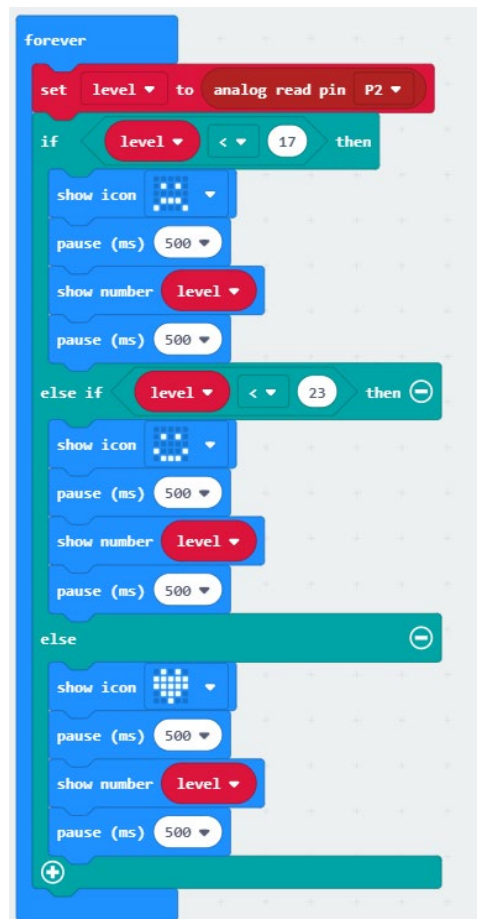 forever
set level to analog read pin P2
if level < 17 then
show icon
pause (ms) 500
show number level
pause (ms) 500
else if level < 23 then
show icon
pause (ms) 500
show number level
pause (ms) 500
else
show icon
pause (ms) 500
show number level
pause (ms) 500